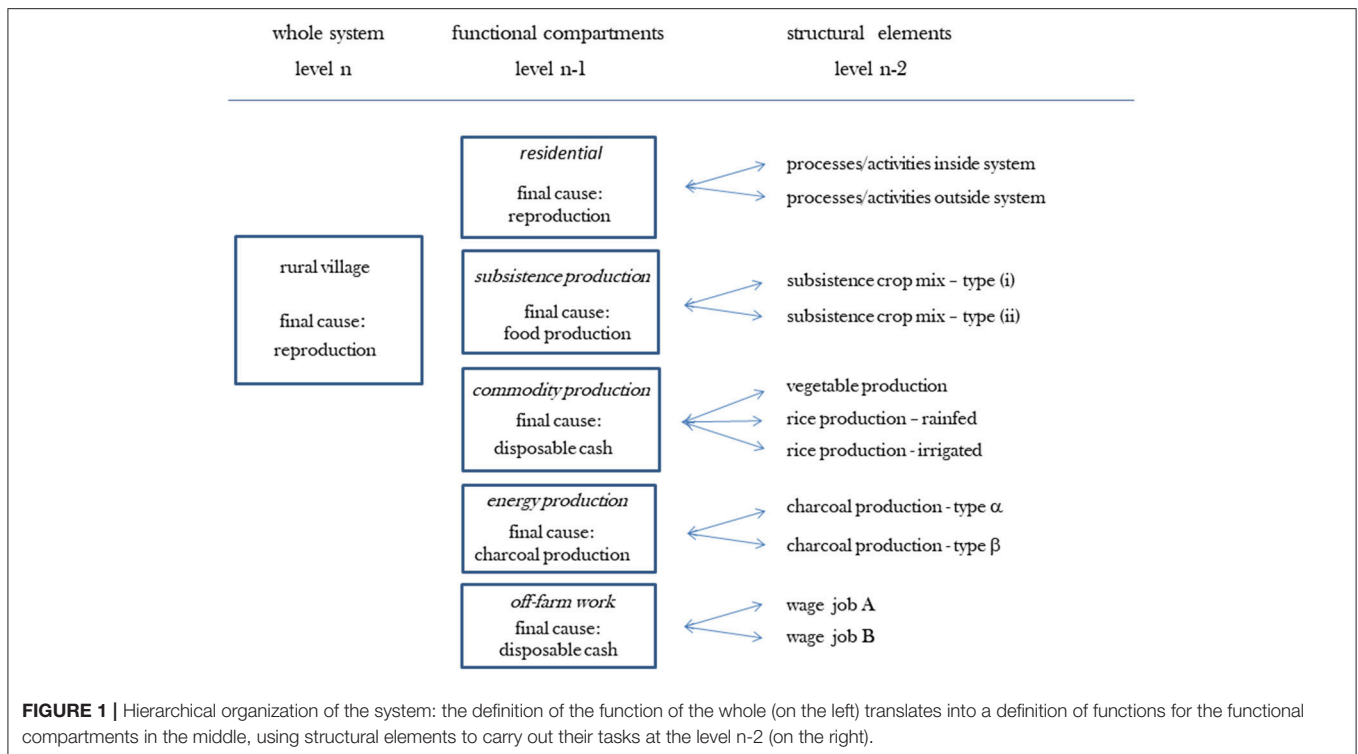 whole system functional compartments structural elements
level n level n-1 level n-2
residential
final cause:
reproduction
processes/activities inside system
processes/activities outside system
rural village
final cause:
reproduction
subsistence production
final cause:
food production
subsistence crop mix – type (i)
subsistence crop mix – type (ii)
commodity production
final cause:
disposable cash
vegetable production
rice production – rainfed
rice production - irrigated
energy production
final cause:
charcoal production
charcoal production - type α
charcoal production - type β
off-farm work
final cause:
disposable cash
wage job A
wage job B
FIGURE 1 | Hierarchical organization of the system: the definition of the function of the whole (on the left) translates into a definition of functions for the functional
compartments in the middle, using structural elements to carry out their tasks at the level n-2 (on the right).